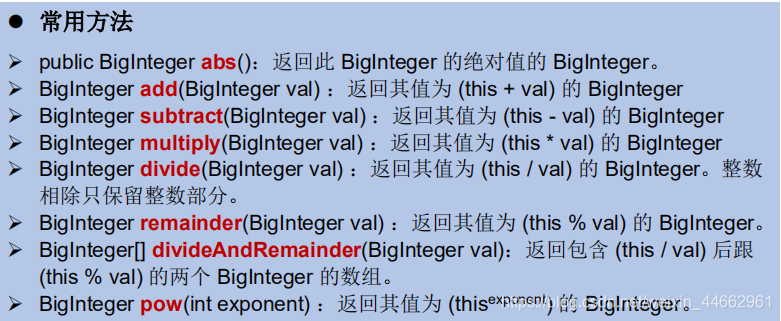 ● 常用方法
➢ public BigInteger abs()：返回此 BigInteger 的绝对值的 BigInteger。
➢ BigInteger add(BigInteger val) ：返回其值为 (this + val) 的 BigInteger
➢ BigInteger subtract(BigInteger val) ：返回其值为 (this - val) 的 BigInteger
➢ BigInteger multiply(BigInteger val) ：返回其值为 (this * val) 的 BigInteger
➢ BigInteger divide(BigInteger val) ：返回其值为 (this / val) 的 BigInteger。整数
相除只保留整数部分。
➢ BigInteger remainder(BigInteger val) ：返回其值为 (this % val) 的 BigInteger。
➢ BigInteger[] divideAndRemainder(BigInteger val)：返回包含 (this / val) 后跟
(this % val) 的两个 BigInteger 的数组。
➢ BigInteger pow(int exponent) ：返回其值为 (thisexponent) 的 BigInteger。
https://blog.csdn.net/weixin_44662961